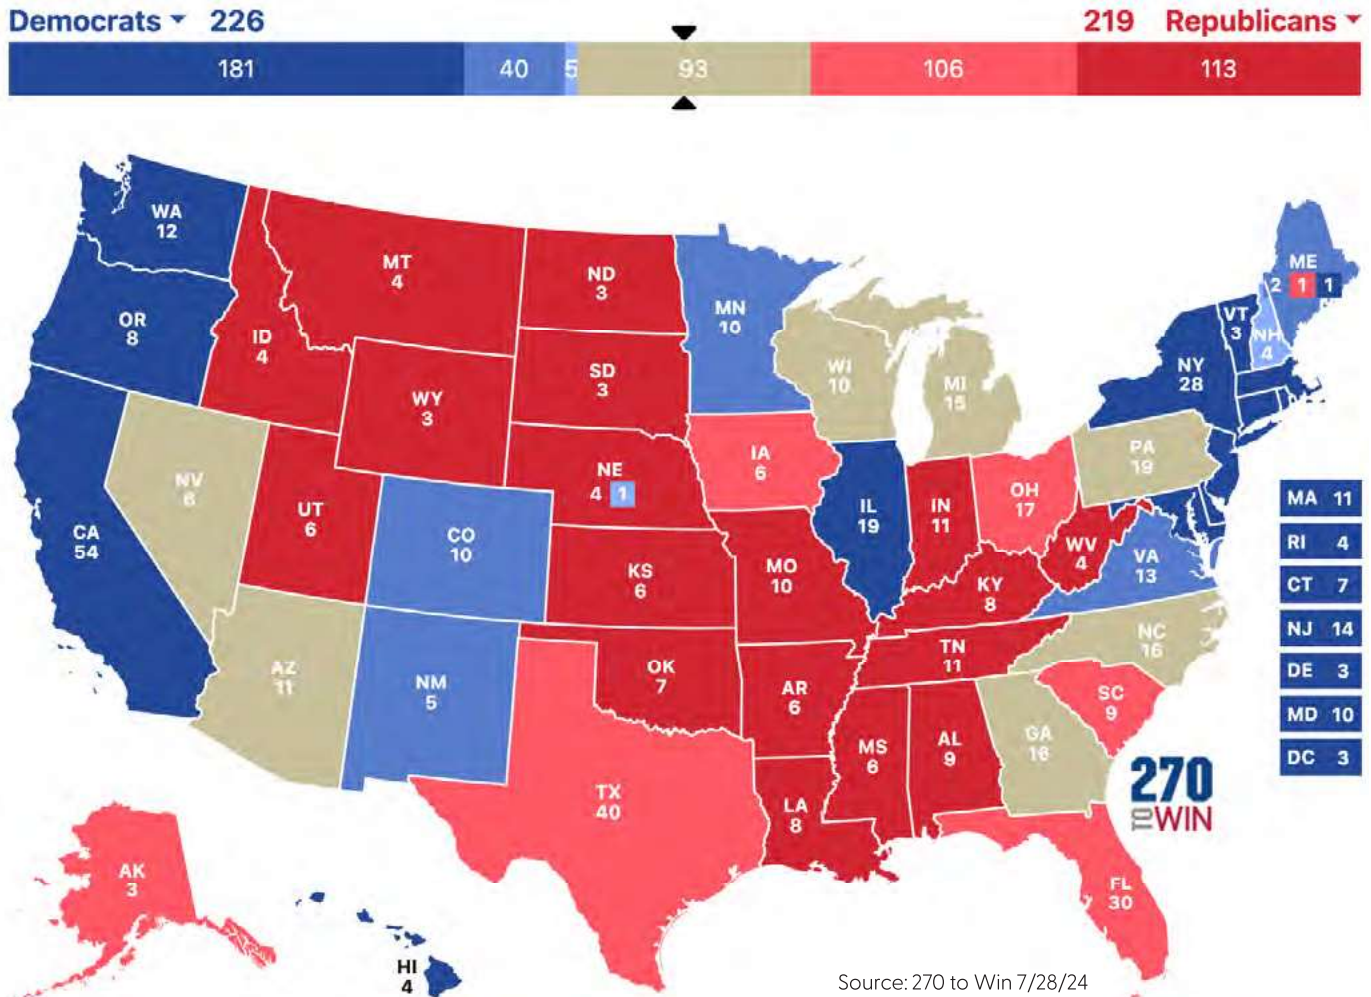 Democrats 226
219 Republicans
181 40 5 93 106 113
WA
12
OR
8
CA
54
NV
6
ID
4
MT
4
WY
3
UT
6
AZ
11
CO
10
NM
5
ND
3
SD
3
NE
4 1
KS
6
OK
7
TX
40
MN
10
IA
6
MO
10
AR
6
LA
8
WI
10
IL
19
MI
15
IN
11
OH
17
KY
8
TN
11
MS
6
AL
9
GA
16
FL
30
SC
9
NC
16
VA
13
WV
4
PA
19
NY
28
VT
3
NH
4
ME
2 1 1
MA 11
RI 4
CT 7
NJ 14
DE 3
MD 10
DC 3
AK
3
HI
4
270
TO WIN
Source: 270 to Win 7/28/24